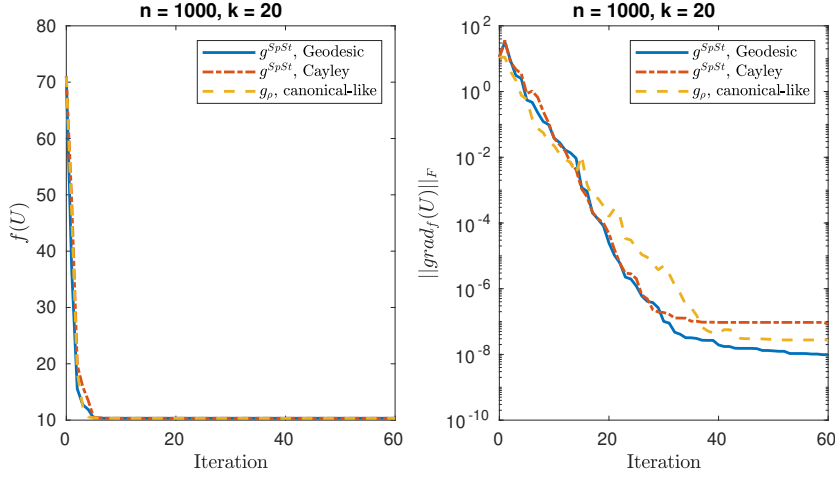 n = 1000, k = 20
g^{SpSt}, Geodesic
g^{SpSt}, Cayley
g_ρ, canonical-like
f(U)
80
70
60
50
40
30
20
10
0
20
40
60
Iteration
n = 1000, k = 20
g^{SpSt}, Geodesic
g^{SpSt}, Cayley
g_ρ, canonical-like
||grad_f(U)||_F
10^2
10^0
10^{-2}
10^{-4}
10^{-6}
10^{-8}
10^{-10}
0
20
40
60
Iteration